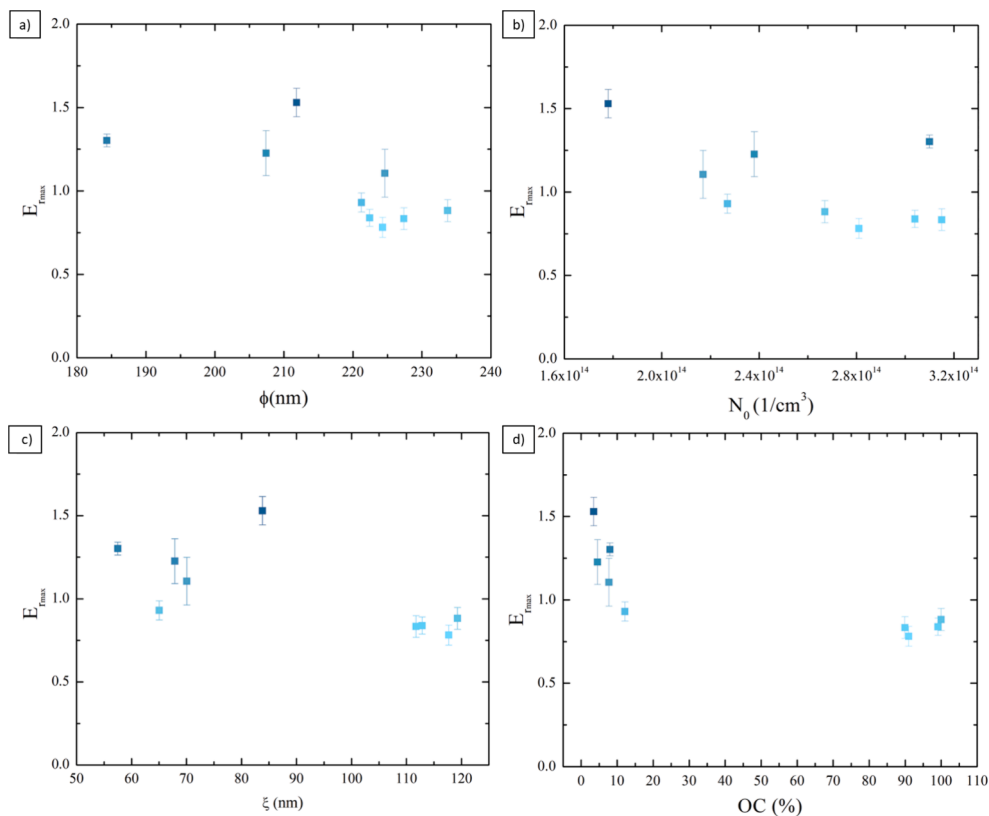 a)
2.0
1.5
1.0
0.5
0.0
E_rmax
180 190 200 210 220 230 240
ϕ(nm)
b)
2.0
1.5
1.0
0.5
0.0
E_rmax
1.6x10^14 2.0x10^14 2.4x10^14 2.8x10^14 3.2x10^14
N_0 (1/cm^3)
c)
2.0
1.5
1.0
0.5
0.0
E_rmax
50 60 70 80 90 100 110 120
ξ (nm)
d)
2.0
1.5
1.0
0.5
0.0
E_rmax
0 10 20 30 40 50 60 70 80 90 100 110
OC (%)